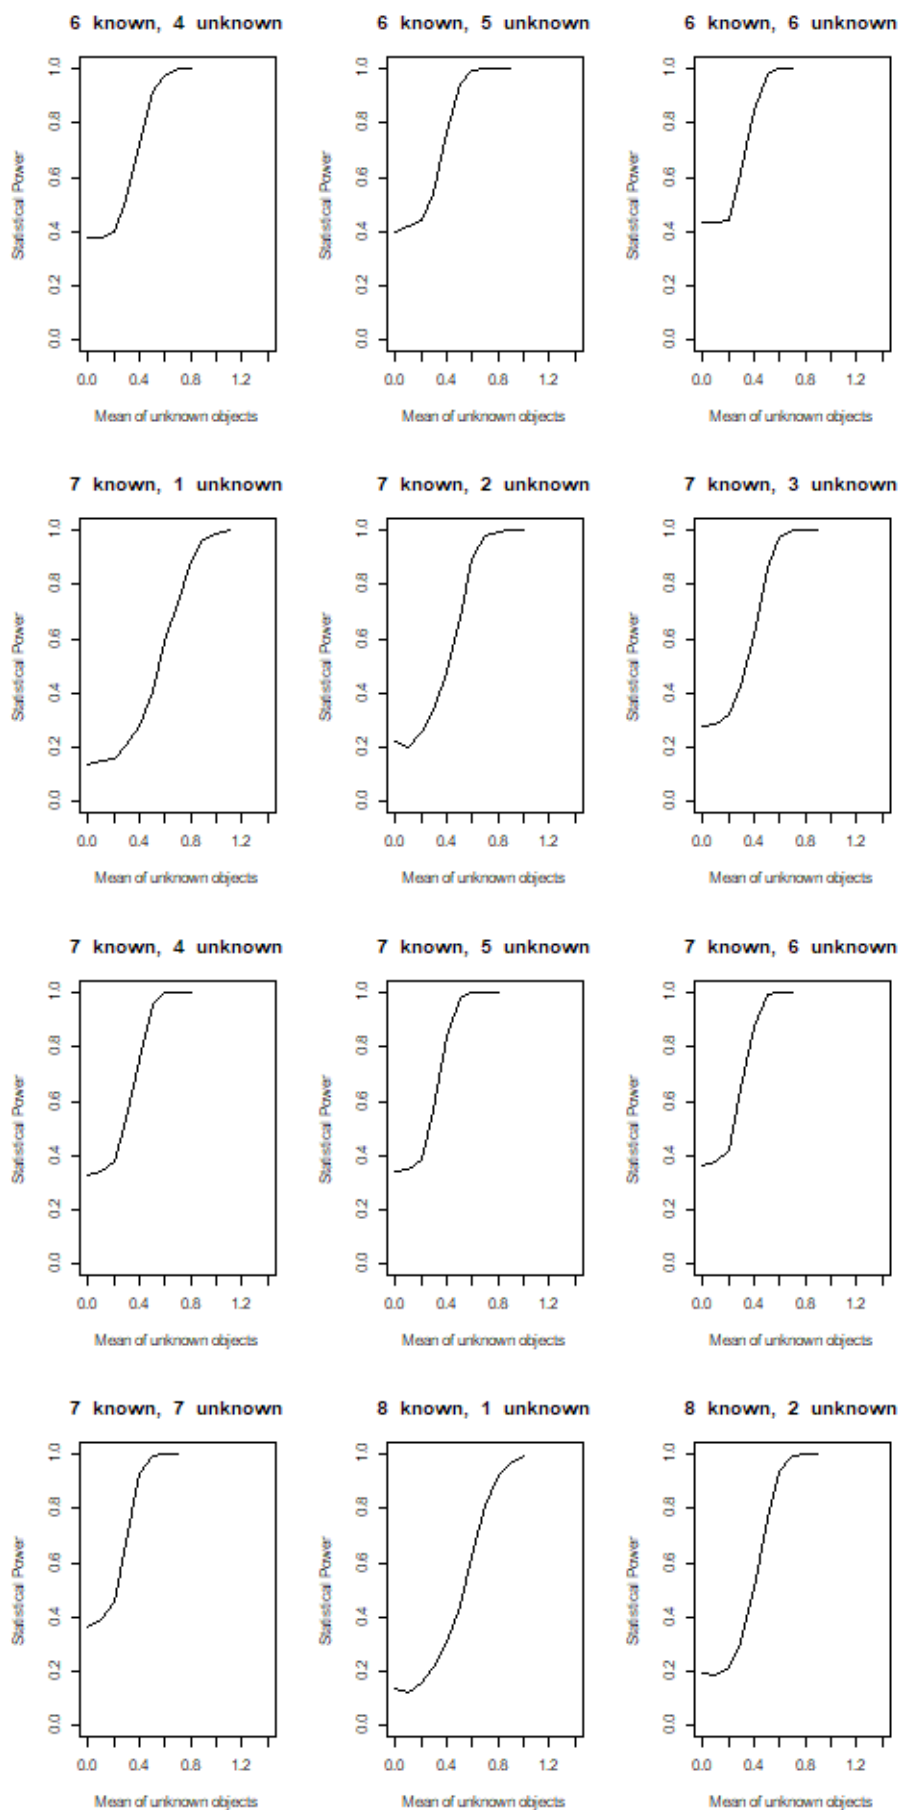 6 known, 4 unknown
6 known, 5 unknown
6 known, 6 unknown
Statistical Power
1.0
0.8
0.6
0.4
0.2
0.0
0.0 0.4 0.8 1.2
Mean of unknown objects
Statistical Power
1.0
0.8
0.6
0.4
0.2
0.0
0.0 0.4 0.8 1.2
Mean of unknown objects
Statistical Power
1.0
0.8
0.6
0.4
0.2
0.0
0.0 0.4 0.8 1.2
Mean of unknown objects
7 known, 1 unknown
7 known, 2 unknown
7 known, 3 unknown
Statistical Power
1.0
0.8
0.6
0.4
0.2
0.0
0.0 0.4 0.8 1.2
Mean of unknown objects
Statistical Power
1.0
0.8
0.6
0.4
0.2
0.0
0.0 0.4 0.8 1.2
Mean of unknown objects
Statistical Power
1.0
0.8
0.6
0.4
0.2
0.0
0.0 0.4 0.8 1.2
Mean of unknown objects
7 known, 4 unknown
7 known, 5 unknown
7 known, 6 unknown
Statistical Power
1.0
0.8
0.6
0.4
0.2
0.0
0.0 0.4 0.8 1.2
Mean of unknown objects
Statistical Power
1.0
0.8
0.6
0.4
0.2
0.0
0.0 0.4 0.8 1.2
Mean of unknown objects
Statistical Power
1.0
0.8
0.6
0.4
0.2
0.0
0.0 0.4 0.8 1.2
Mean of unknown objects
7 known, 7 unknown
8 known, 1 unknown
8 known, 2 unknown
Statistical Power
1.0
0.8
0.6
0.4
0.2
0.0
0.0 0.4 0.8 1.2
Mean of unknown objects
Statistical Power
1.0
0.8
0.6
0.4
0.2
0.0
0.0 0.4 0.8 1.2
Mean of unknown objects
Statistical Power
1.0
0.8
0.6
0.4
0.2
0.0
0.0 0.4 0.8 1.2
Mean of unknown objects